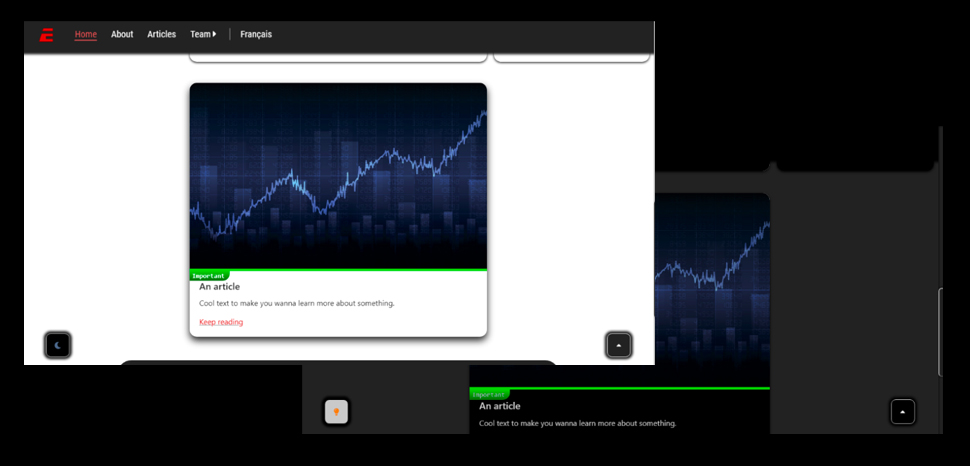 Home About Articles Team Français
Important
An article
Cool text to make you wanna learn more about something.
Keep reading
Important
An article
Cool text to make you wanna learn more about something.